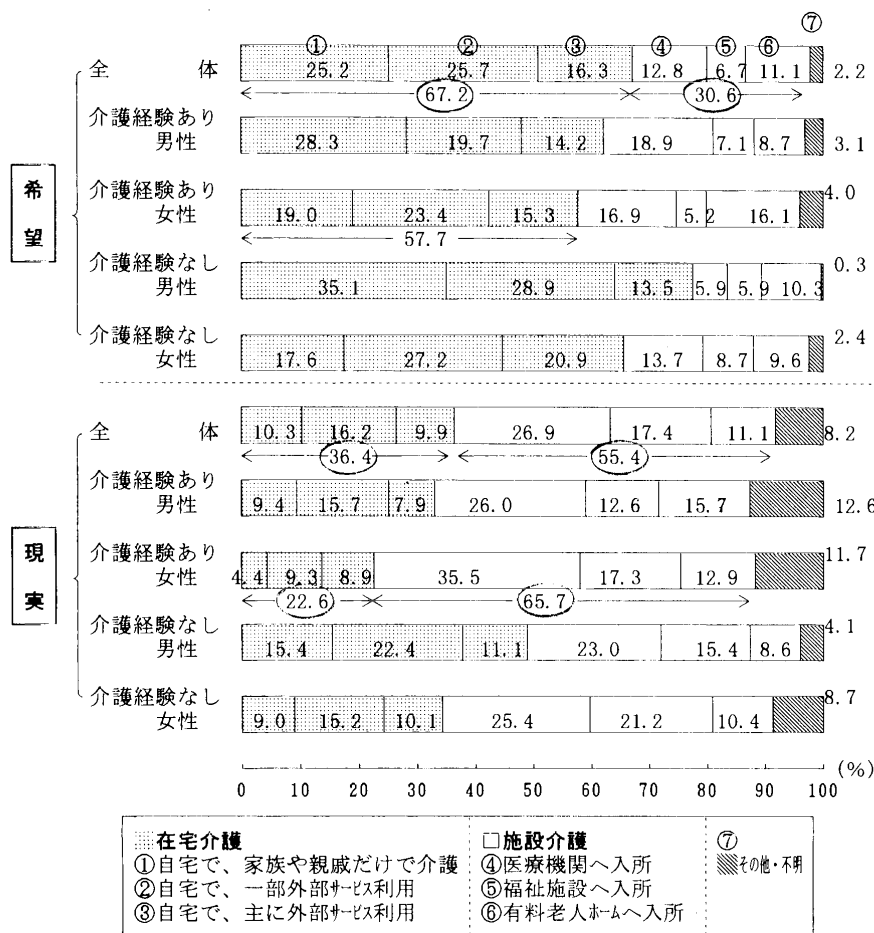 ⑦
① ② ③ ④ ⑤ ⑥
全 体 25.2 25.7 16.3 12.8 6.7 11.1 2.2
67.2 30.6
介護経験あり
男性 28.3 19.7 14.2 18.9 7.1 8.7 3.1
介護経験あり 4.0
女性 19.0 23.4 15.3 16.9 5.2 16.1
57.7
希望
介護経験なし 0.3
男性 35.1 28.9 13.5 5.9 5.9 10.3
介護経験なし 2.4
女性 17.6 27.2 20.9 13.7 8.7 9.6
全 体 10.3 16.2 9.9 26.9 17.4 11.1 8.2
36.4 55.4
介護経験あり
男性 9.4 15.7 7.9 26.0 12.6 15.7 12.6
現実
介護経験あり 11.7
女性 4.4 9.3 8.9 35.5 17.3 12.9
22.6 65.7
介護経験なし 4.1
男性 15.4 22.4 11.1 23.0 15.4 8.6
介護経験なし 8.7
女性 9.0 15.2 10.1 25.4 21.2 10.4
(%)
0 10 20 30 40 50 60 70 80 90 100
在宅介護
①自宅で、家族や親戚だけで介護
②自宅で、一部外部サービス利用
③自宅で、主に外部サービス利用
施設介護
④医療機関へ入所
⑤福祉施設へ入所
⑥有料老人ホームへ入所
⑦
その他・不明